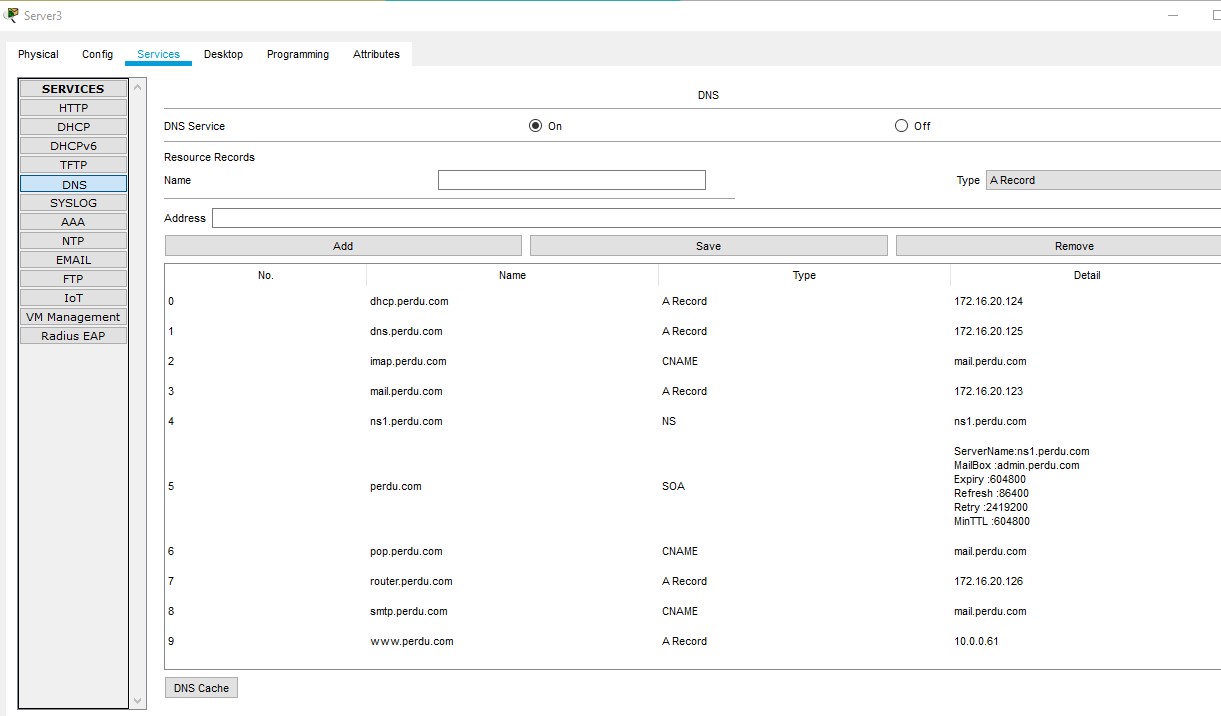 Server3
Physical Config Services Desktop Programming Attributes
SERVICES
HTTP
DHCP
DHCPv6
TFTP
DNS
SYSLOG
AAA
NTP
EMAIL
FTP
IoT
VM Management
Radius EAP
DNS
DNS Service On Off
Resource Records
Name Type A Record
Address
Add Save Remove
No. Name Type Detail
0 dhcp.perdu.com A Record 172.16.20.124
1 dns.perdu.com A Record 172.16.20.125
2 imap.perdu.com CNAME mail.perdu.com
3 mail.perdu.com A Record 172.16.20.123
4 ns1.perdu.com NS ns1.perdu.com
5 perdu.com SOA
ServerName:ns1.perdu.com
MailBox :admin.perdu.com
Expiry :604800
Refresh :86400
Retry :2419200
MinTTL :604800
6 pop.perdu.com CNAME mail.perdu.com
7 router.perdu.com A Record 172.16.20.126
8 smtp.perdu.com CNAME mail.perdu.com
9 www.perdu.com A Record 10.0.0.61
DNS Cache